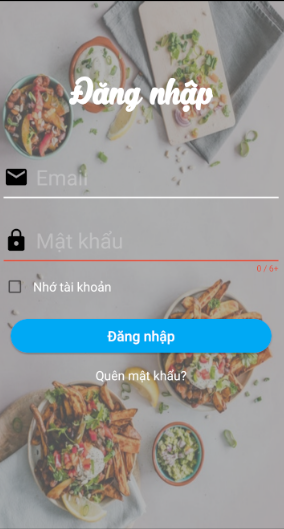 Đăng nhập
Email
Mật khẩu
0 / 6+
Nhớ tài khoản
Đăng nhập
Quên mật khẩu?